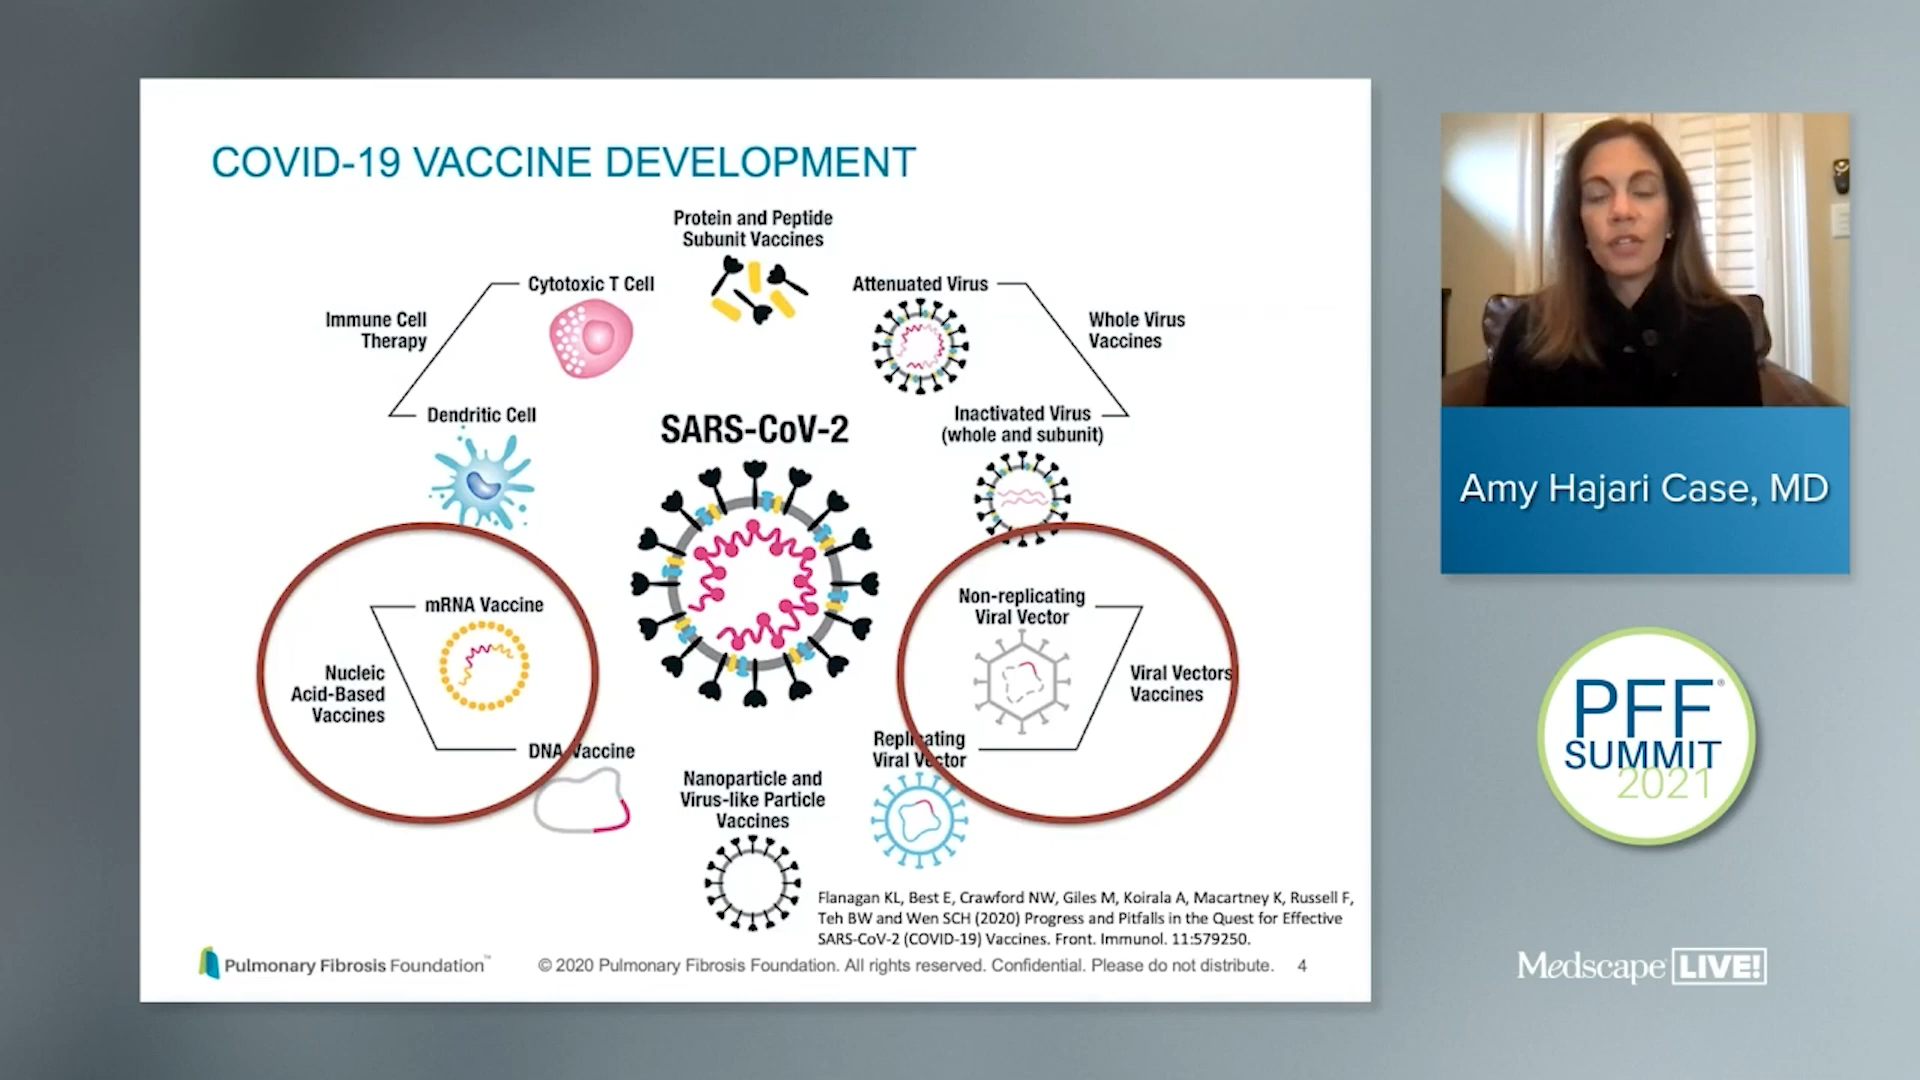 COVID-19 VACCINE DEVELOPMENT
Protein and Peptide
Subunit Vaccines
Cytotoxic T Cell
Attenuated Virus
Immune Cell
Therapy
Whole Virus
Vaccines
Dendritic Cell
Inactivated Virus
(whole and subunit)
SARS-CoV-2
mRNA Vaccine
Non-replicating
Viral Vector
Nucleic
Acid-Based
Vaccines
Viral Vectors
Vaccines
DNA Vaccine
Replicating
Viral Vector
Nanoparticle and
Virus-like Particle
Vaccines
Flanagan KL, Best E, Crawford NW, Giles M, Koirala A, Macartney K, Russell F,
Teh BW and Wen SCH (2020) Progress and Pitfalls in the Quest for Effective
SARS-CoV-2 (COVID-19) Vaccines. Front. Immunol. 11:579250.
Pulmonary Fibrosis Foundation™
© 2020 Pulmonary Fibrosis Foundation. All rights reserved. Confidential. Please do not distribute. 4
Amy Hajari Case, MD
PFF®
SUMMIT
2021
Medscape LIVE!